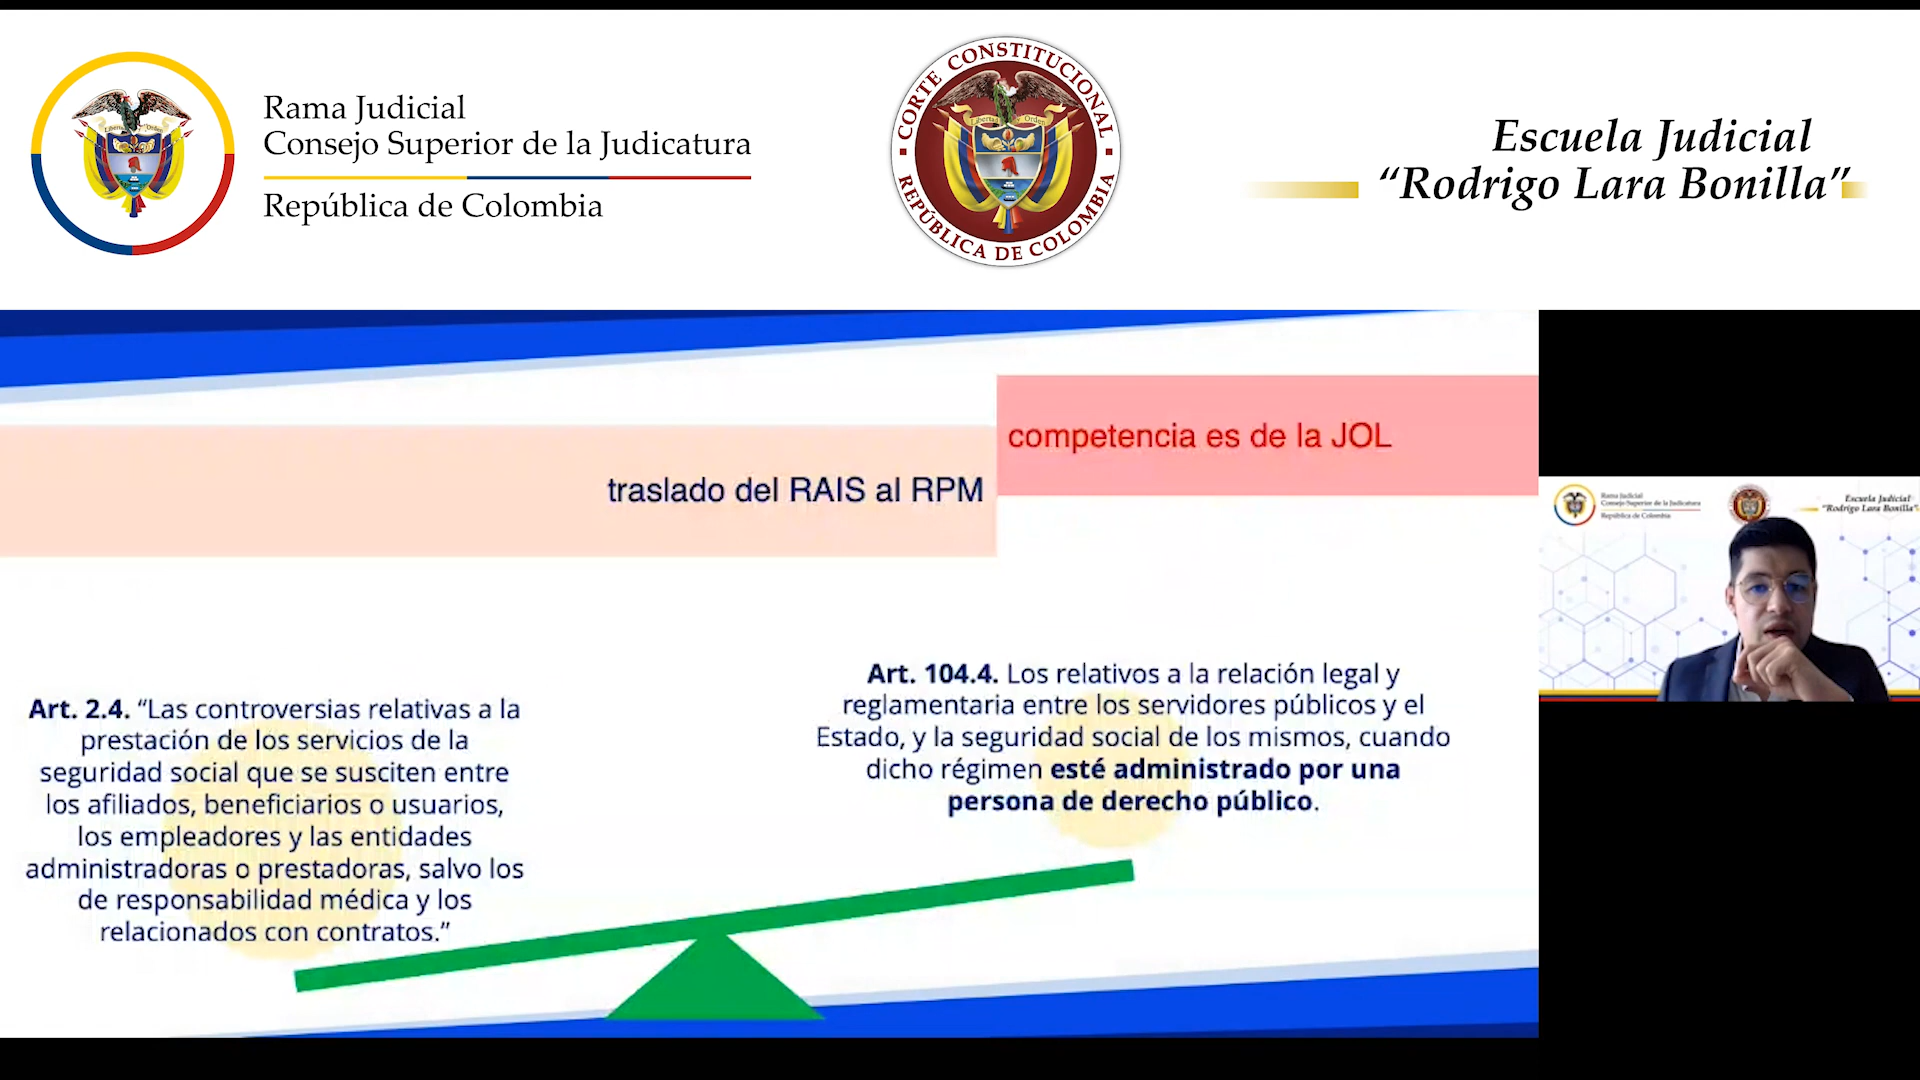 Rama Judicial
Consejo Superior de la Judicatura
República de Colombia
CORTE CONSTITUCIONAL
REPÚBLICA DE COLOMBIA
Libertad y Orden
Escuela Judicial
“Rodrigo Lara Bonilla”
competencia es de la JOL
traslado del RAIS al RPM
Art. 2.4. “Las controversias relativas a la
prestación de los servicios de la
seguridad social que se susciten entre
los afiliados, beneficiarios o usuarios,
los empleadores y las entidades
administradoras o prestadoras, salvo los
de responsabilidad médica y los
relacionados con contratos.”
Art. 104.4. Los relativos a la relación legal y
reglamentaria entre los servidores públicos y el
Estado, y la seguridad social de los mismos, cuando
dicho régimen esté administrado por una
persona de derecho público.
Rama Judicial
Consejo Superior de la Judicatura
República de Colombia
Escuela Judicial
“Rodrigo Lara Bonilla”